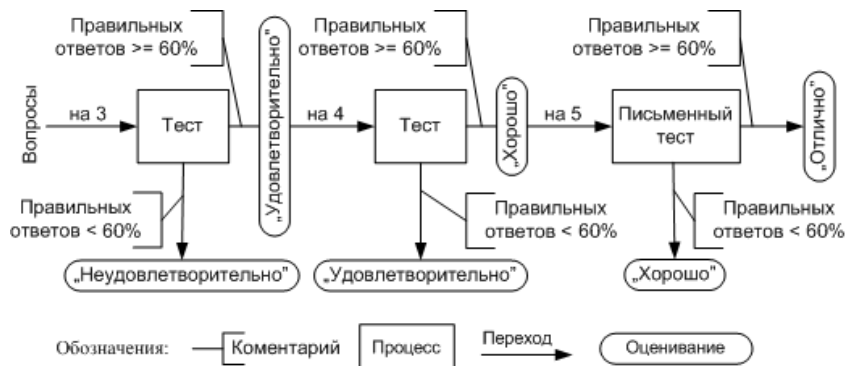 Правильных
ответов >= 60%
Правильных
ответов >= 60%
Правильных
ответов >= 60%
Вопросы
на 3
Тест
„Удовлетворительно”
на 4
Тест
„Хорошо”
на 5
Письменный
тест
„Отлично”
Правильных
ответов < 60%
Правильных
ответов < 60%
Правильных
ответов < 60%
„Неудовлетворительно”
„Удовлетворительно”
„Хорошо”
Обозначения:
Коментарий
Процесс
Переход
Оценивание